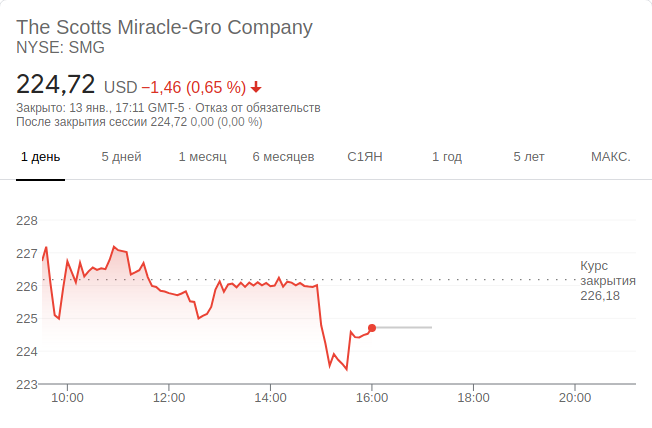 The Scotts Miracle-Gro Company
NYSE: SMG
224,72 USD −1,46 (0,65 %)
Закрыто: 13 янв., 17:11 GMT-5 · Отказ от обязательств
После закрытия сессии 224,72 0,00 (0,00 %)
1 день 5 дней 1 месяц 6 месяцев С1ЯН 1 год 5 лет МАКС.
228
227
226
225
224
223
Курс
закрытия
226,18
10:00 12:00 14:00 16:00 18:00 20:00